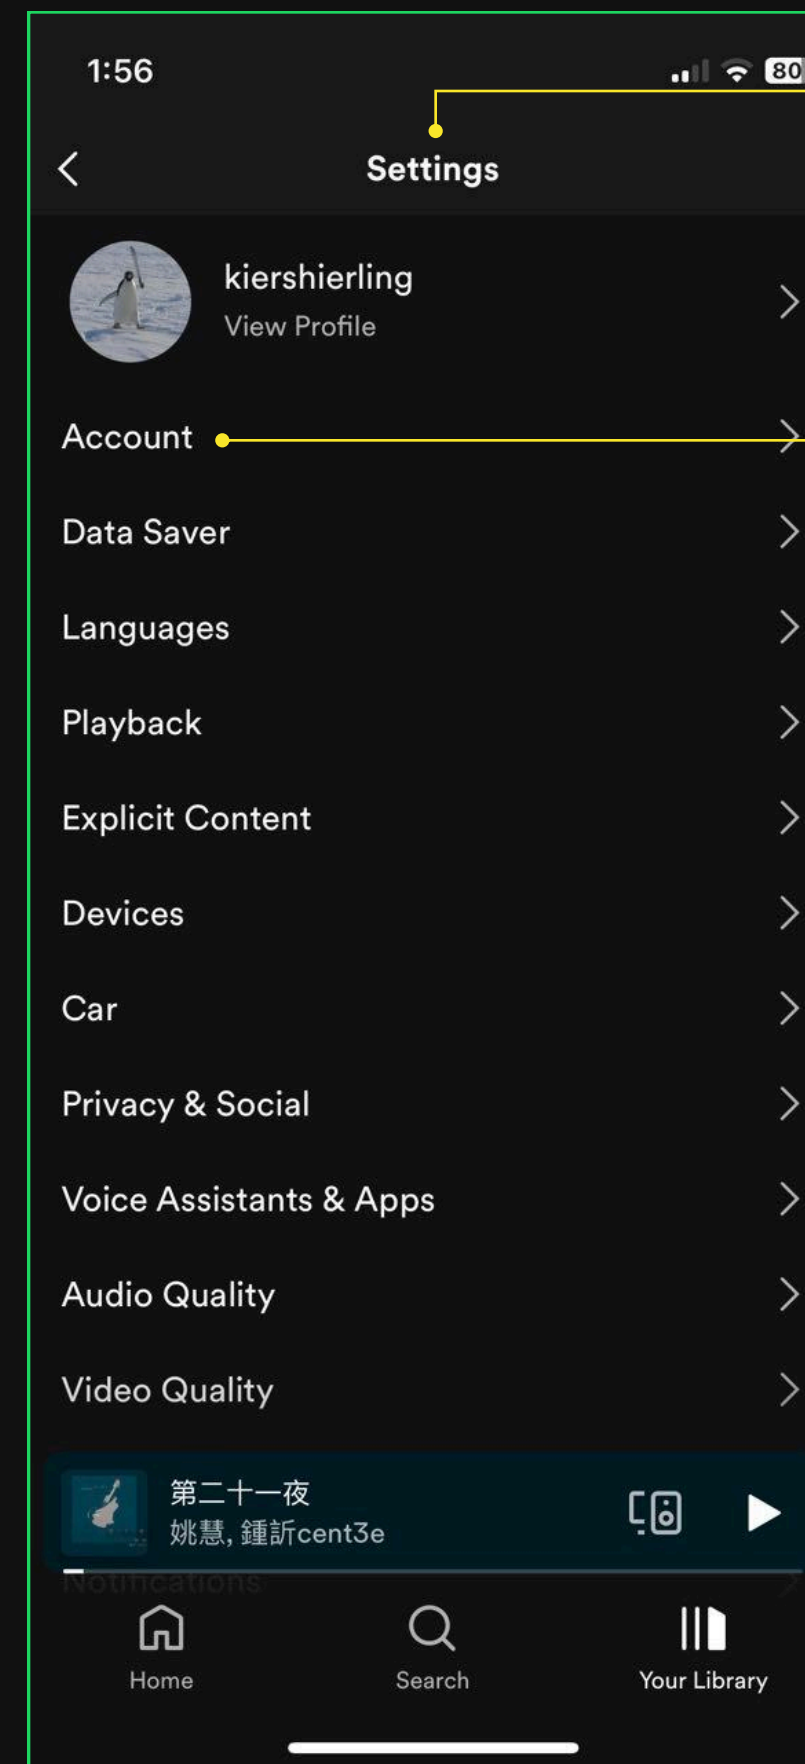 1:56
80
Settings
kiershierling
View Profile
Account
Data Saver
Languages
Playback
Explicit Content
Devices
Car
Privacy & Social
Voice Assistants & Apps
Audio Quality
Video Quality
第二十一夜
姚慧, 鍾訢cent3e
Notifications
Home
Search
Your Library